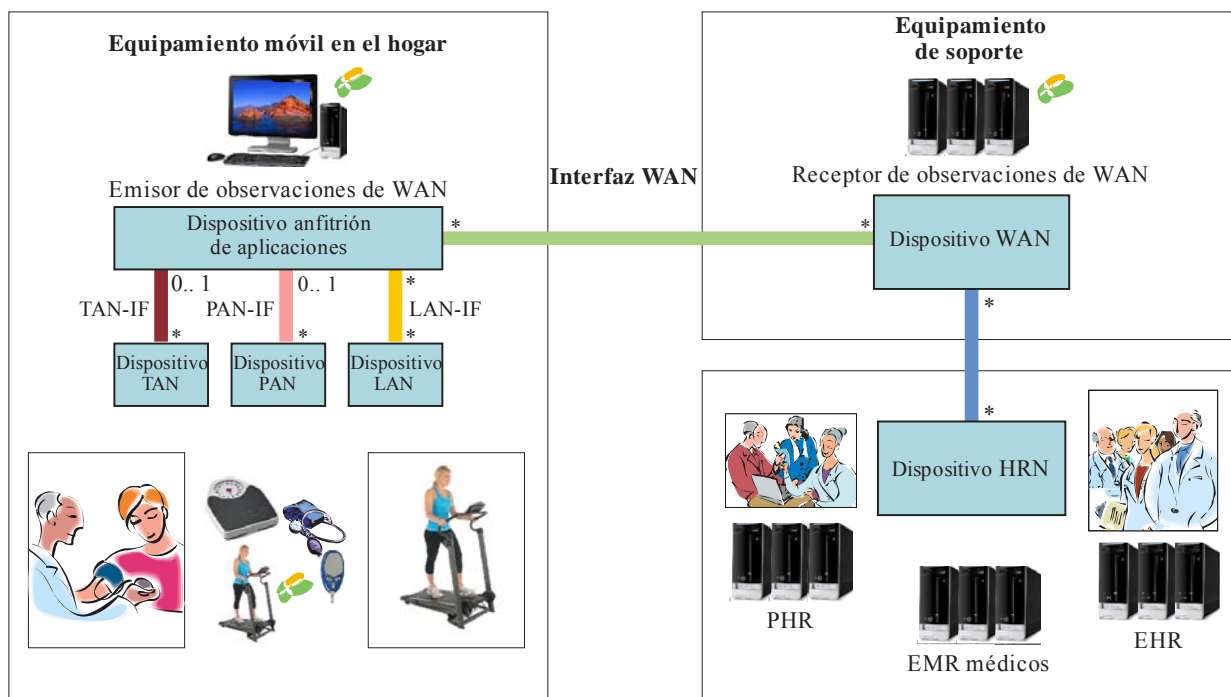 Equipamiento móvil en el hogar
Emisor de observaciones de WAN
Dispositivo anfitrión
de aplicaciones
*
0.. 1
0.. 1
*
TAN-IF
PAN-IF
LAN-IF
*
*
*
Dispositivo
TAN
Dispositivo
PAN
Dispositivo
LAN
Interfaz WAN
Equipamiento
de soporte
Receptor de observaciones de WAN
*
Dispositivo WAN
*
*
Dispositivo HRN
PHR
EMR médicos
EHR